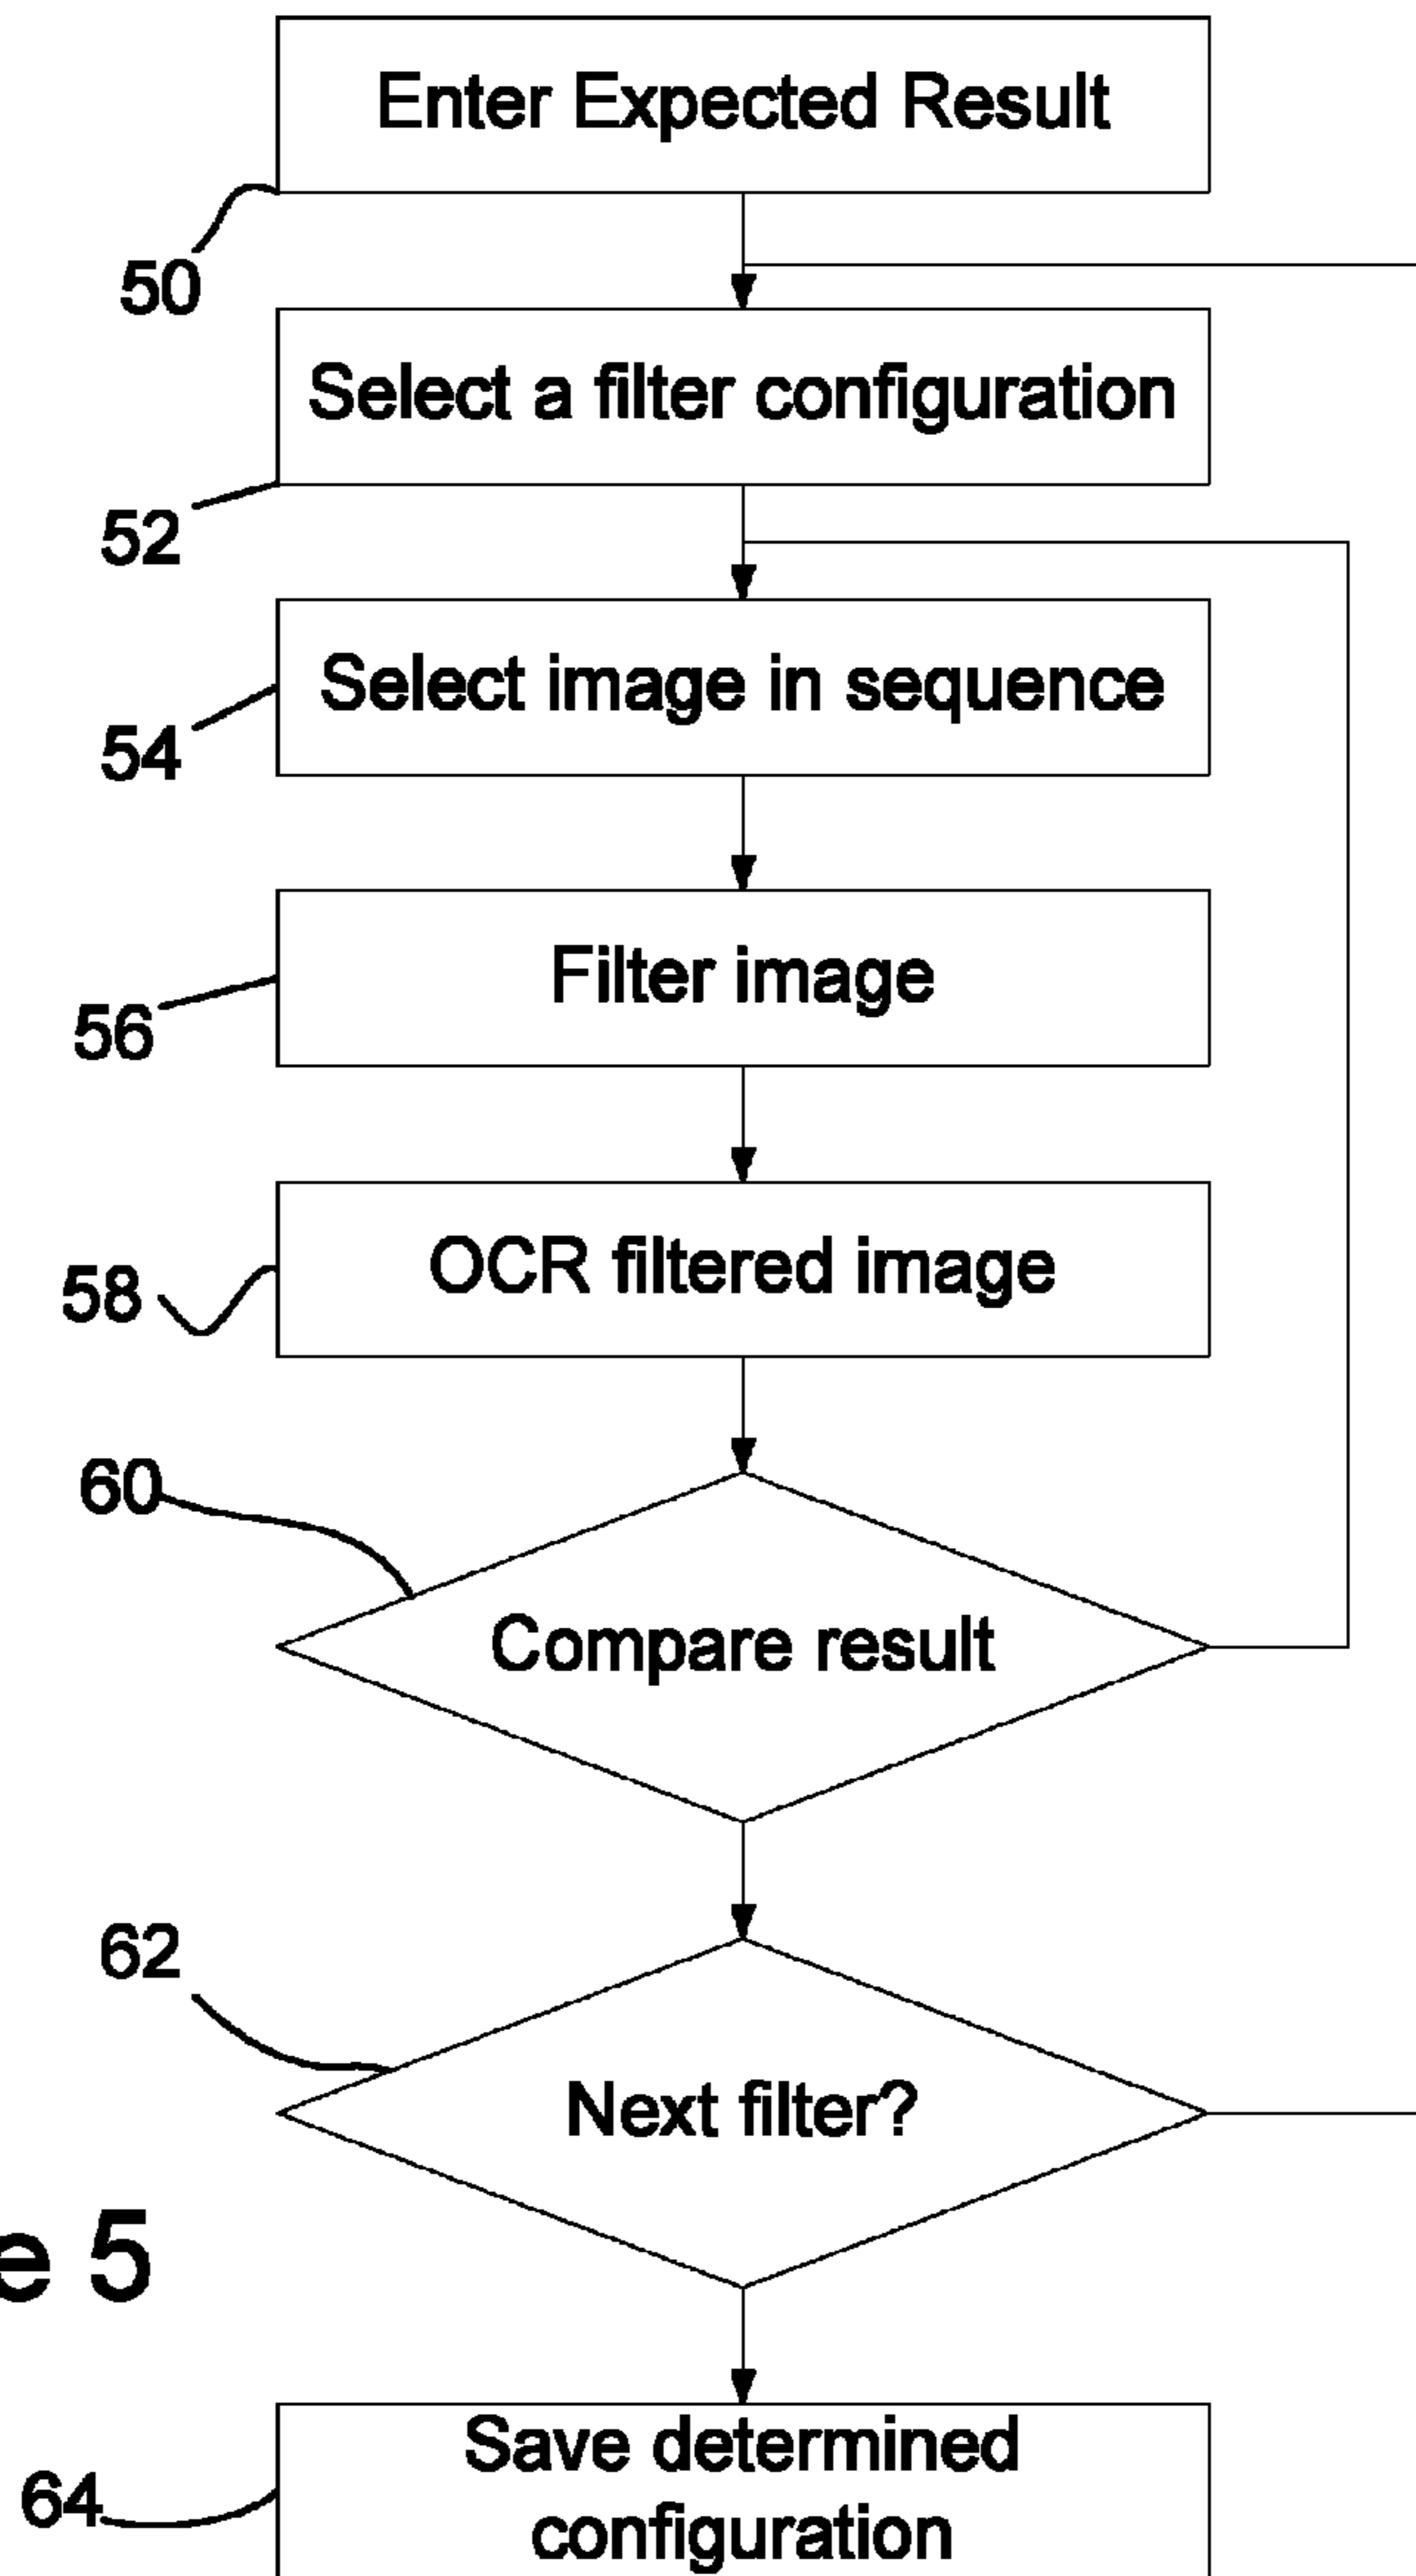 Enter Expected Result
50
Select a filter configuration
52
Select image in sequence
54
Filter image
56
OCR filtered image
58
60
Compare result
62
Next filter?
e 5
Save determined
configuration
64